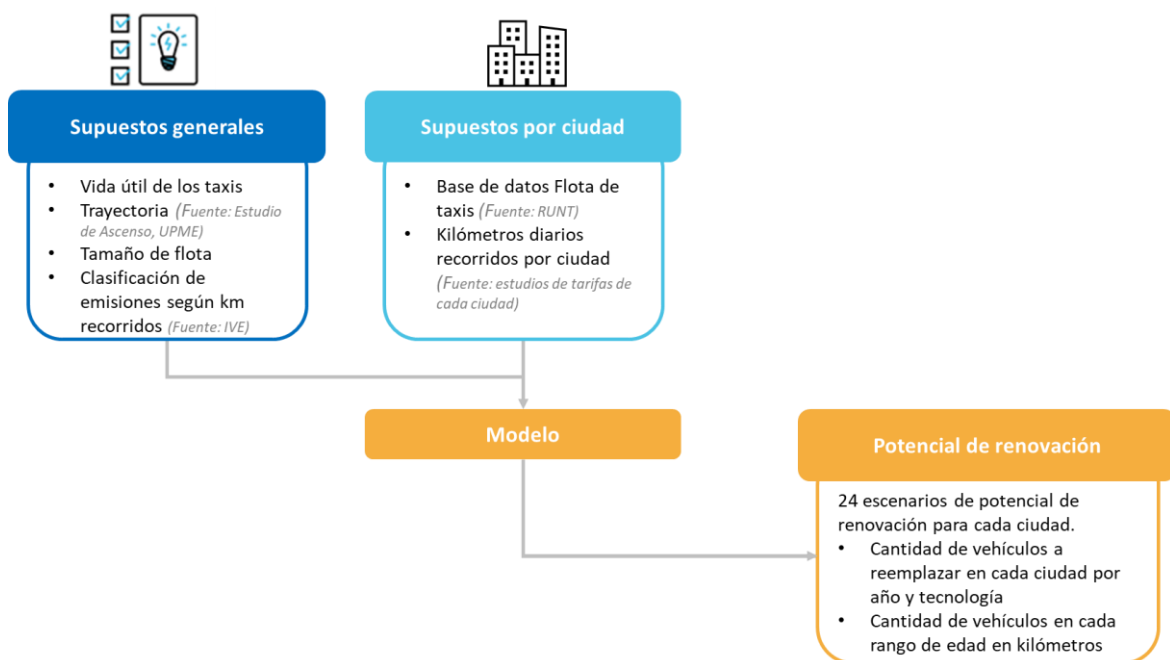 Supuestos generales
• Vida útil de los taxis
• Trayectoria (Fuente: Estudio
de Ascenso, UPME)
• Tamaño de flota
• Clasificación de
emisiones según km
recorridos (Fuente: IVE)
Supuestos por ciudad
• Base de datos Flota de
taxis (Fuente: RUNT)
• Kilómetros diarios
recorridos por ciudad
(Fuente: estudios de tarifas de
cada ciudad)
Modelo
Potencial de renovación
24 escenarios de potencial de
renovación para cada ciudad.
• Cantidad de vehículos a
reemplazar en cada ciudad por
año y tecnología
• Cantidad de vehículos en cada
rango de edad en kilómetros